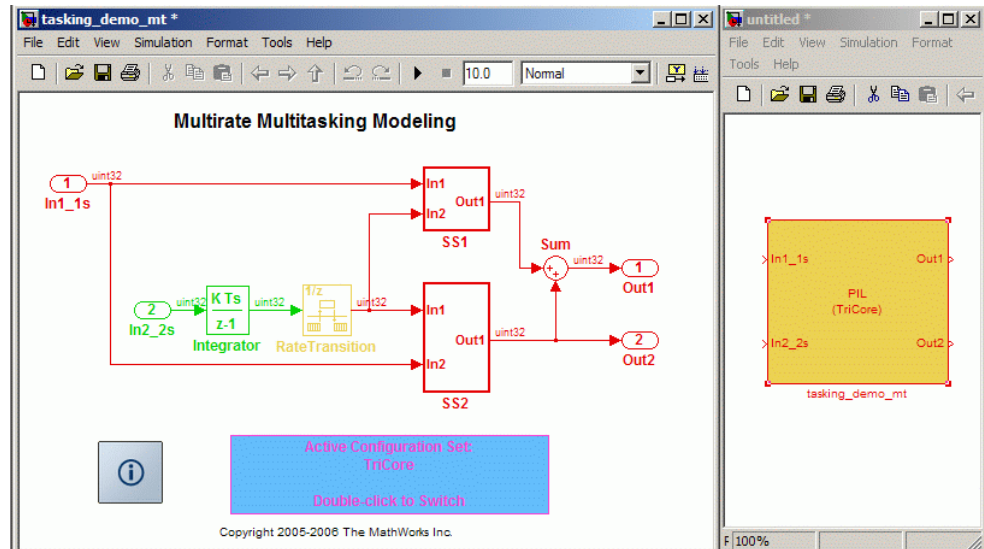 tasking_demo_mt *
File Edit View Simulation Format Tools Help
10.0 Normal
Multirate Multitasking Modeling
1
uint32
In1_1s
In1
In2
Out1
uint32
SS1
Sum
+
+
uint32
1
Out1
2
uint32
In2_2s
K Ts
z-1
Integrator
uint32
1/z
RateTransition
uint32
In1
In2
Out1
uint32
SS2
2
Out2
Active Configuration Set:
TriCore
Double-click to Switch
Copyright 2005-2006 The MathWorks Inc.
untitled *
File Edit View Simulation Format
Tools Help
In1_1s
Out1
PIL
(TriCore)
In2_2s
Out2
tasking_demo_mt
F 100%